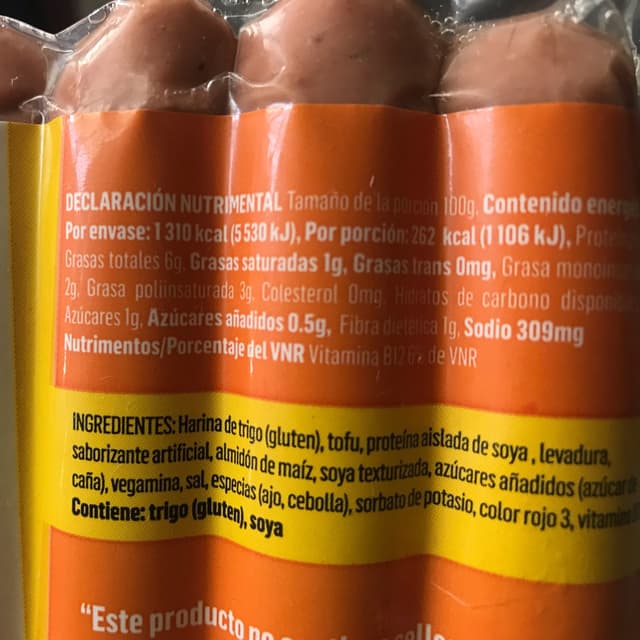 DECLARACIÓN NUTRIMENTAL Tamaño de la porción 100g. Contenido
Por envase: 1 310 kcal (5 530 kJ), Por porción: 262 kcal (1 106 kJ),
Grasas totales 6g. Grasas saturadas 1g, Grasas trans 0mg, Grasa
2g, Grasa poliinsaturada 3g. Colesterol 0mg. Hidratos de carbono
Azúcares 1g, Azúcares añadidos 0.5g, Fibra dietética 1g. Sodio 309mg
Nutrimentos/Porcentaje del VNR Vitamina B12 6% de VNR
INGREDIENTES: Harina de trigo (gluten), tofu, proteína aislada de soya , levadura,
saborizante artificial, almidón de maíz, soya texturizada, azúcares añadidos (azúcar de
caña), vegamina, sal, especias (ajo, cebolla), sorbato de potasio, color rojo 3,
Contiene: trigo (gluten), soya
"Este producto